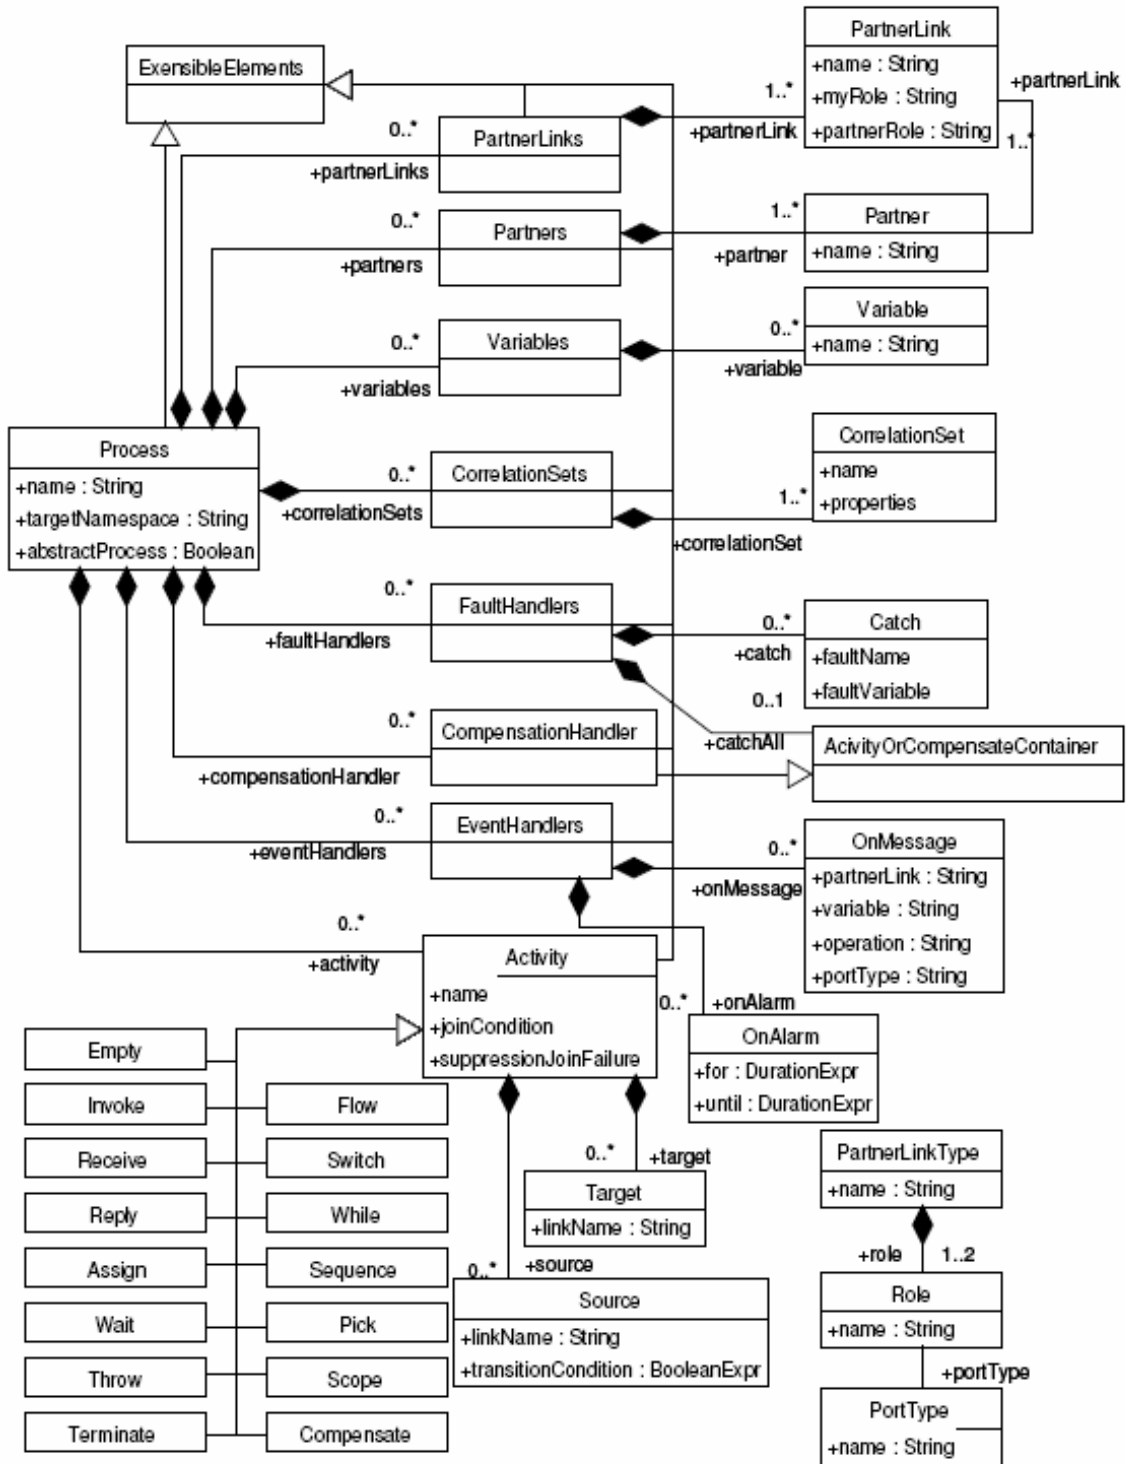 PartnerLink
+name : String
+myRole : String
+partnerRole : String
+partnerLink
1..*
ExensibleElements
1..*
+partnerLink
0..*
PartnerLinks
+partnerLinks
0..*
Partners
+partners
1..*
+partner
Partner
+name : String
0..*
Variables
+variables
0..*
+variable
Variable
+name : String
Process
+name : String
+targetNamespace : String
+abstractProcess : Boolean
0..*
CorrelationSets
+correlationSets
1..*
+correlationSet
CorrelationSet
+name
+properties
0..*
FaultHandlers
+faultHandlers
0..*
+catch
Catch
+faultName
+faultVariable
0..1
+catchAll
0..*
CompensationHandler
+compensationHandler
AcivityOrCompensateContainer
0..*
EventHandlers
+eventHandlers
0..*
+onMessage
OnMessage
+partnerLink : String
+variable : String
+operation : String
+portType : String
0..*
+activity
Activity
+name
+joinCondition
+suppressionJoinFailure
0..*
+onAlarm
OnAlarm
+for : DurationExpr
+until : DurationExpr
Empty
Invoke
Flow
Receive
Switch
Reply
While
Assign
Sequence
Wait
Pick
Throw
Scope
Terminate
Compensate
0..*
+target
Target
+linkName : String
0..*
+source
Source
+linkName : String
+transitionCondition : BooleanExpr
PartnerLinkType
+name : String
+role
1..2
Role
+name : String
+portType
PortType
+name : String